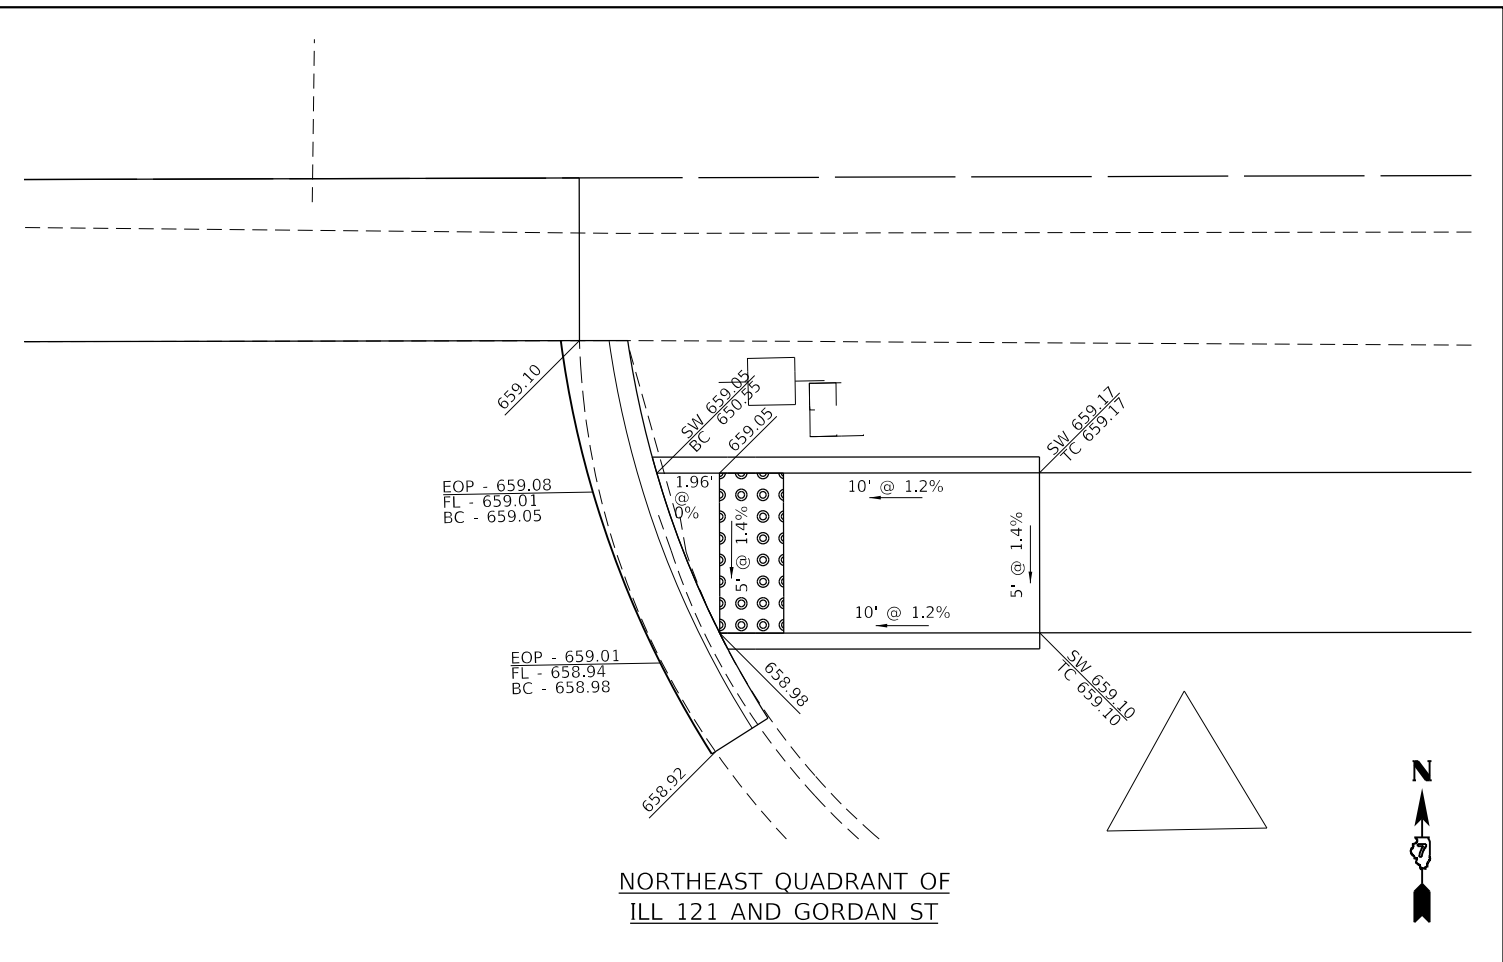 659.10
SW 659.05
BC 650.55
659.05
SW 659.17
TC 659.17
EOP - 659.08
FL - 659.01
BC - 659.05
1.96'
@
0%
10' @ 1.2%
5' @ 1.4%
5' @ 1.4%
10' @ 1.2%
EOP - 659.01
FL - 658.94
BC - 658.98
658.98
SW 659.10
TC 659.10
658.92
N
7
NORTHEAST QUADRANT OF
ILL 121 AND GORDAN ST